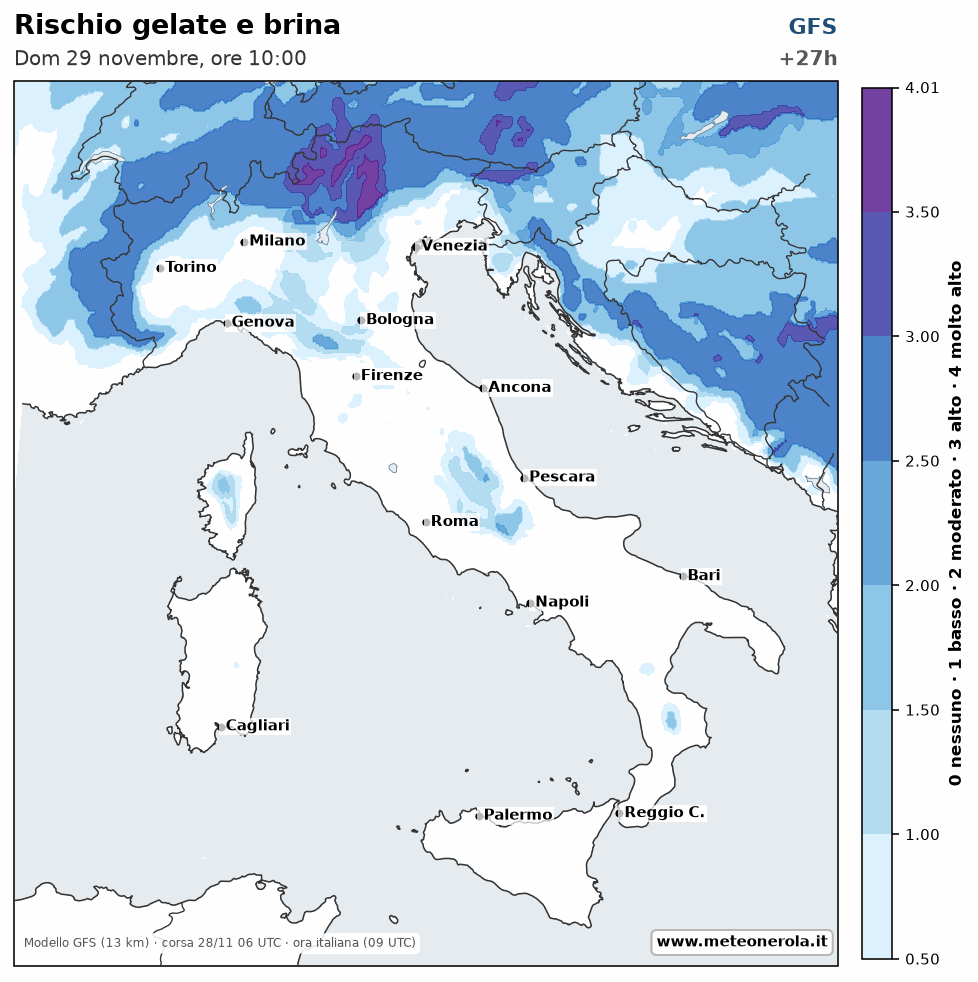 Rischio gelate e brina
GFS
Dom 29 novembre, ore 10:00
+27h
4.01
3.50
3.00
2.50
2.00
1.50
1.00
0.50
0 nessuno · 1 basso · 2 moderato · 3 alto · 4 molto alto
Milano
Venezia
Torino
Genova
Bologna
Firenze
Ancona
Pescara
Roma
Bari
Napoli
Cagliari
Palermo
Reggio C.
Modello GFS (13 km) · corsa 28/11 06 UTC · ora italiana (09 UTC)
www.meteonerola.it